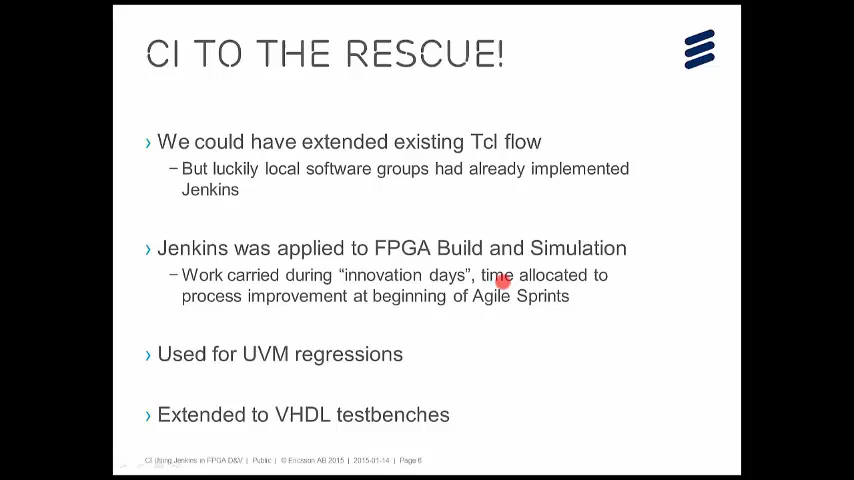 CI TO THE RESCUE!
› We could have extended existing Tcl flow
– But luckily local software groups had already implemented
Jenkins
› Jenkins was applied to FPGA Build and Simulation
– Work carried during “innovation days”, time allocated to
process improvement at beginning of Agile Sprints
› Used for UVM regressions
› Extended to VHDL testbenches
CI Using Jenkins in FPGA D&V | Public | © Ericsson AB 2015 | 2015-01-14 | Page 6